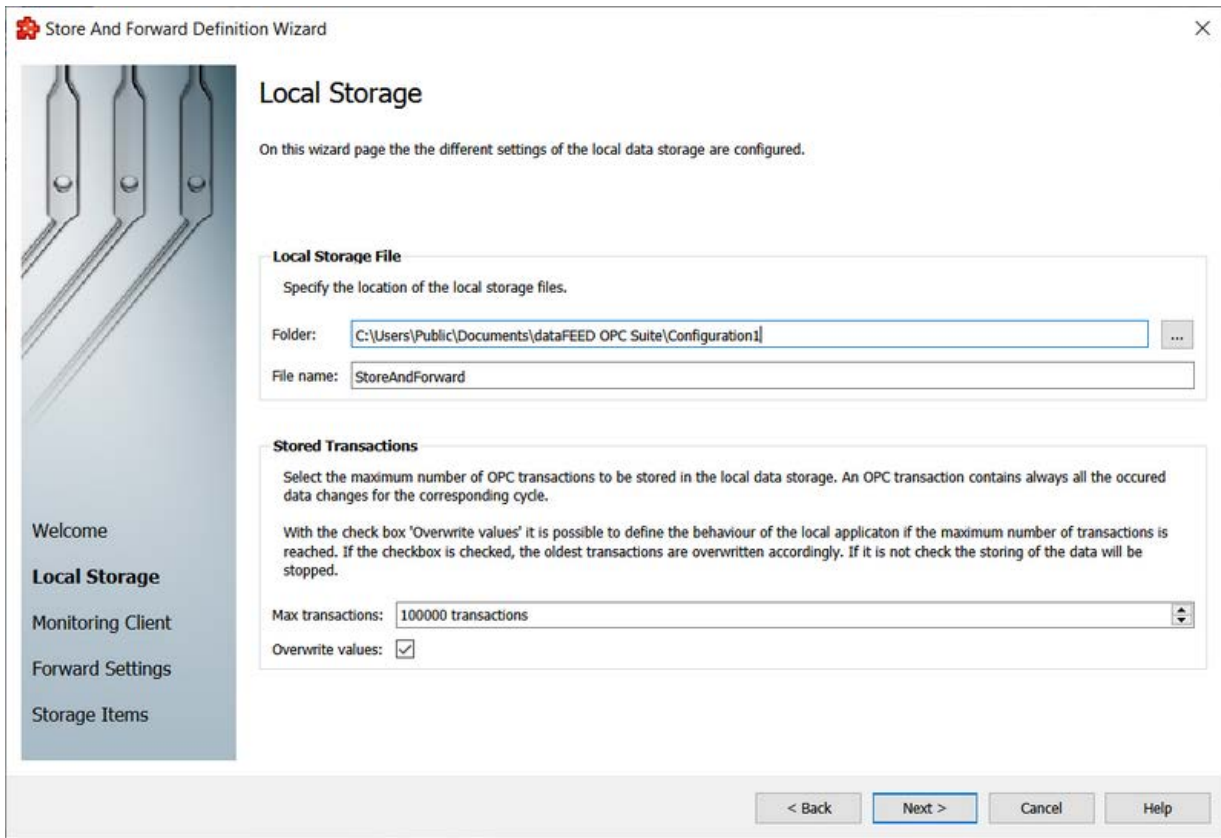 Store And Forward Definition Wizard
Local Storage
On this wizard page the the different settings of the local data storage are configured.
Local Storage File
Specify the location of the local storage files.
Folder: C:\Users\Public\Documents\dataFEED OPC Suite\Configuration1 ...
File name: StoreAndForward
Stored Transactions
Select the maximum number of OPC transactions to be stored in the local data storage. An OPC transaction contains always all the occured
data changes for the corresponding cycle.
With the check box 'Overwrite values' it is possible to define the behaviour of the local applicaton if the maximum number of transactions is
reached. If the checkbox is checked, the oldest transactions are overwritten accordingly. If it is not check the storing of the data will be
stopped.
Max transactions: 100000 transactions
Overwrite values:
Welcome
Local Storage
Monitoring Client
Forward Settings
Storage Items
< Back Next > Cancel Help